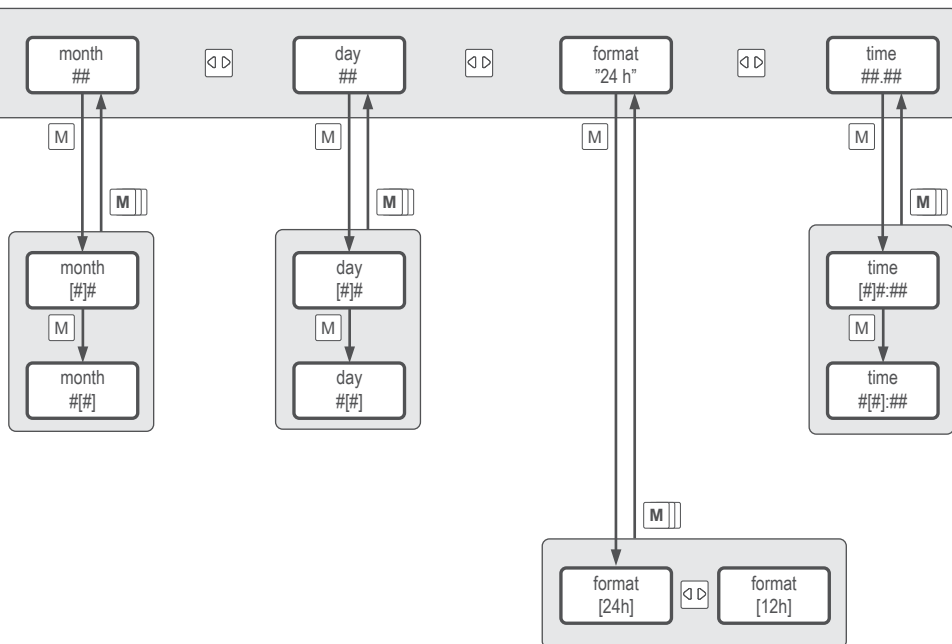 month
##
day
##
format
”24 h”
time
##.##
M
M
M
M
M
M
M
month
[#]#
day
[#]#
time
[#]#:##
M
M
M
month
#[#]
day
#[#]
time
#[#]:##
M
format
[24h]
format
[12h]